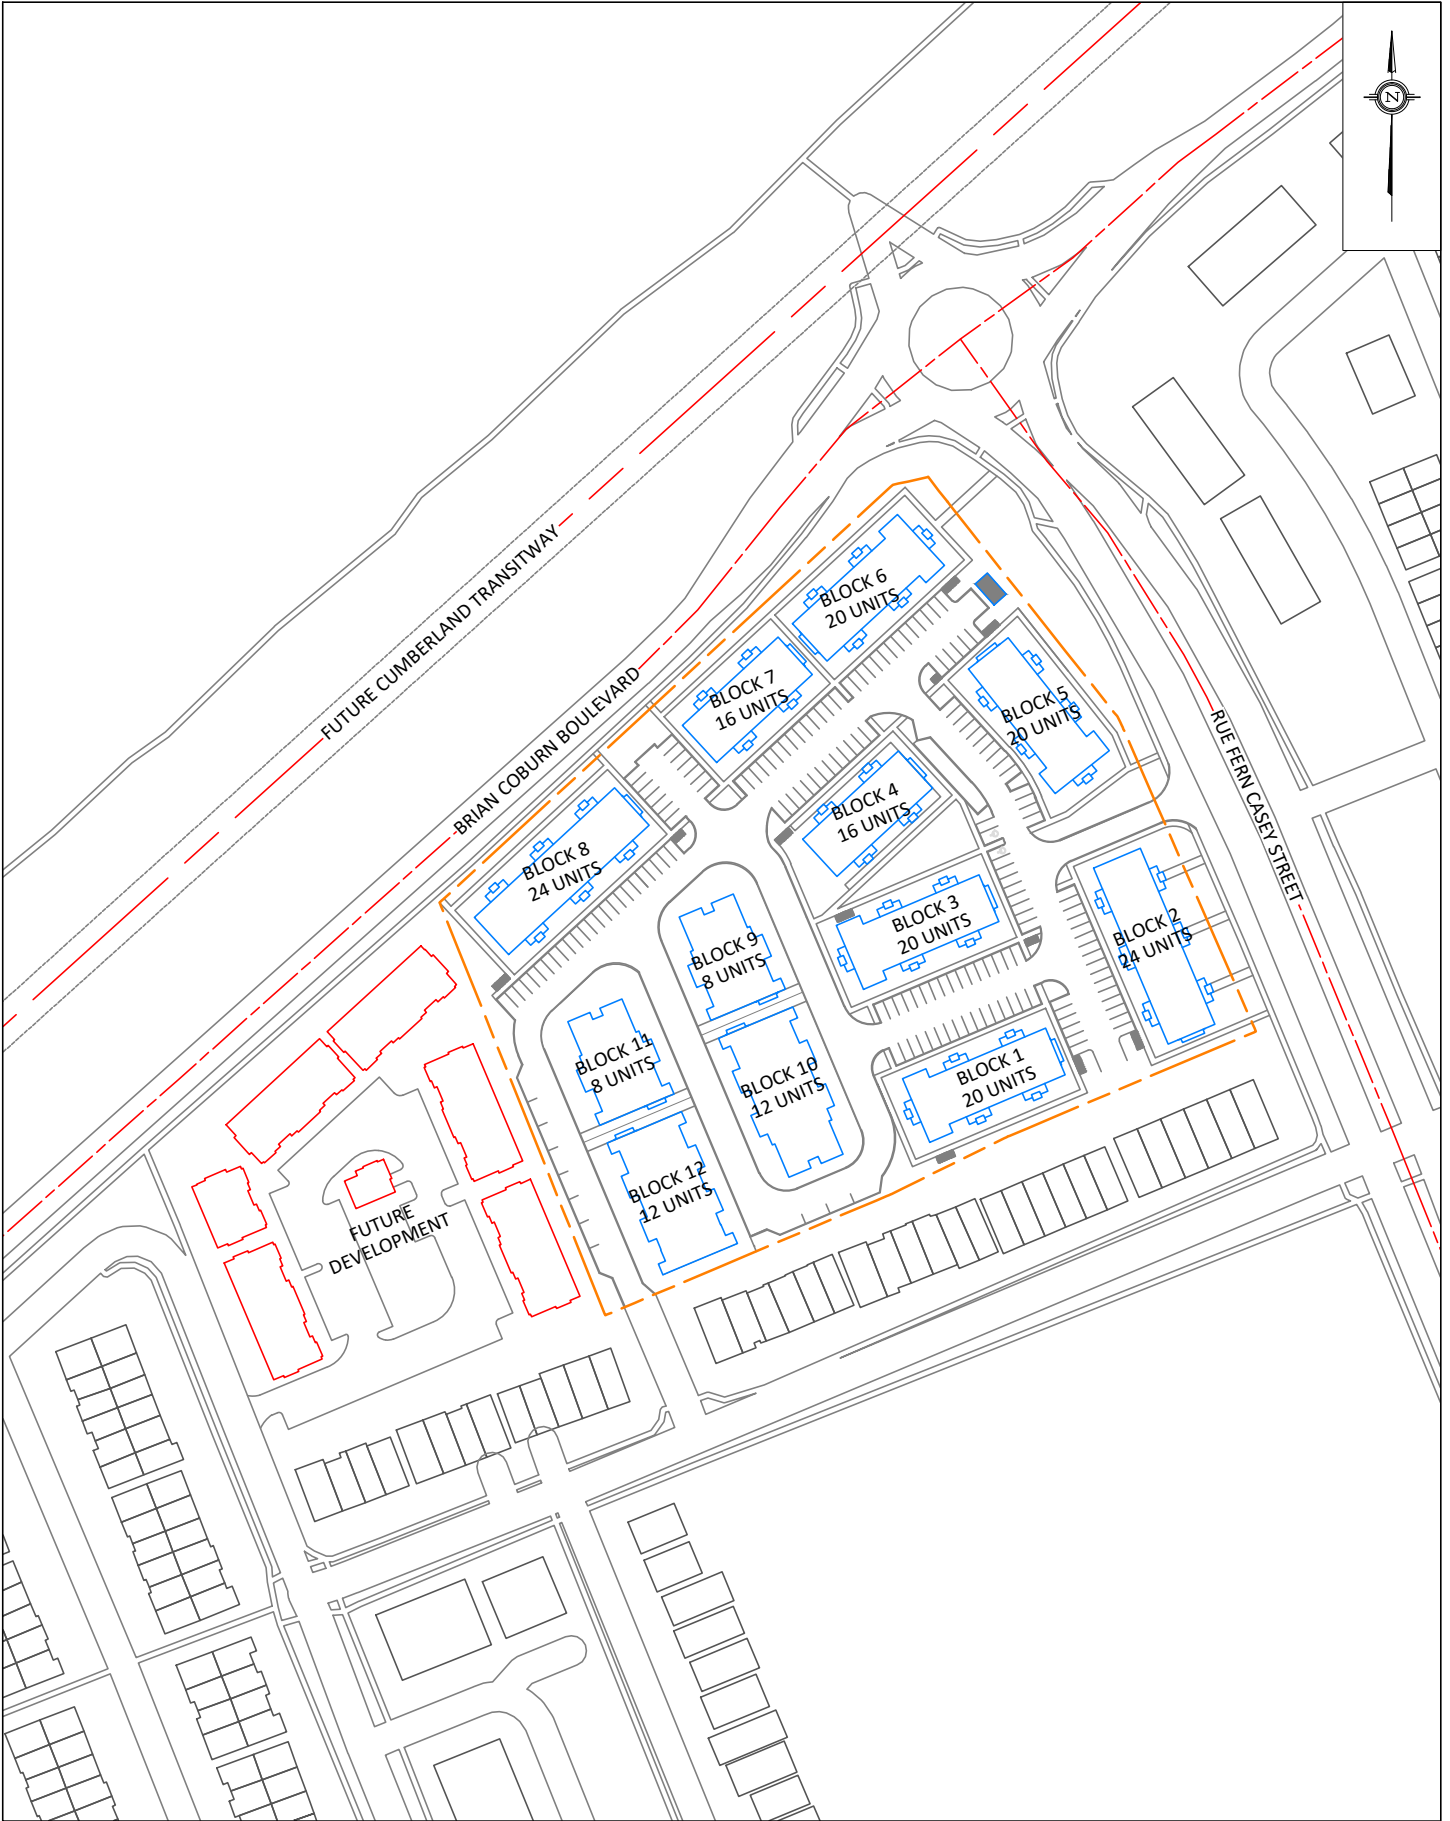 N
FUTURE CUMBERLAND TRANSITWAY
BRIAN COBURN BOULEVARD
RUE FERN CASEY STREET
BLOCK 6
20 UNITS
BLOCK 7
16 UNITS
BLOCK 5
20 UNITS
BLOCK 4
16 UNITS
BLOCK 8
24 UNITS
BLOCK 3
20 UNITS
BLOCK 2
24 UNITS
BLOCK 9
8 UNITS
BLOCK 11
8 UNITS
BLOCK 10
12 UNITS
BLOCK 1
20 UNITS
BLOCK 12
12 UNITS
FUTURE
DEVELOPMENT